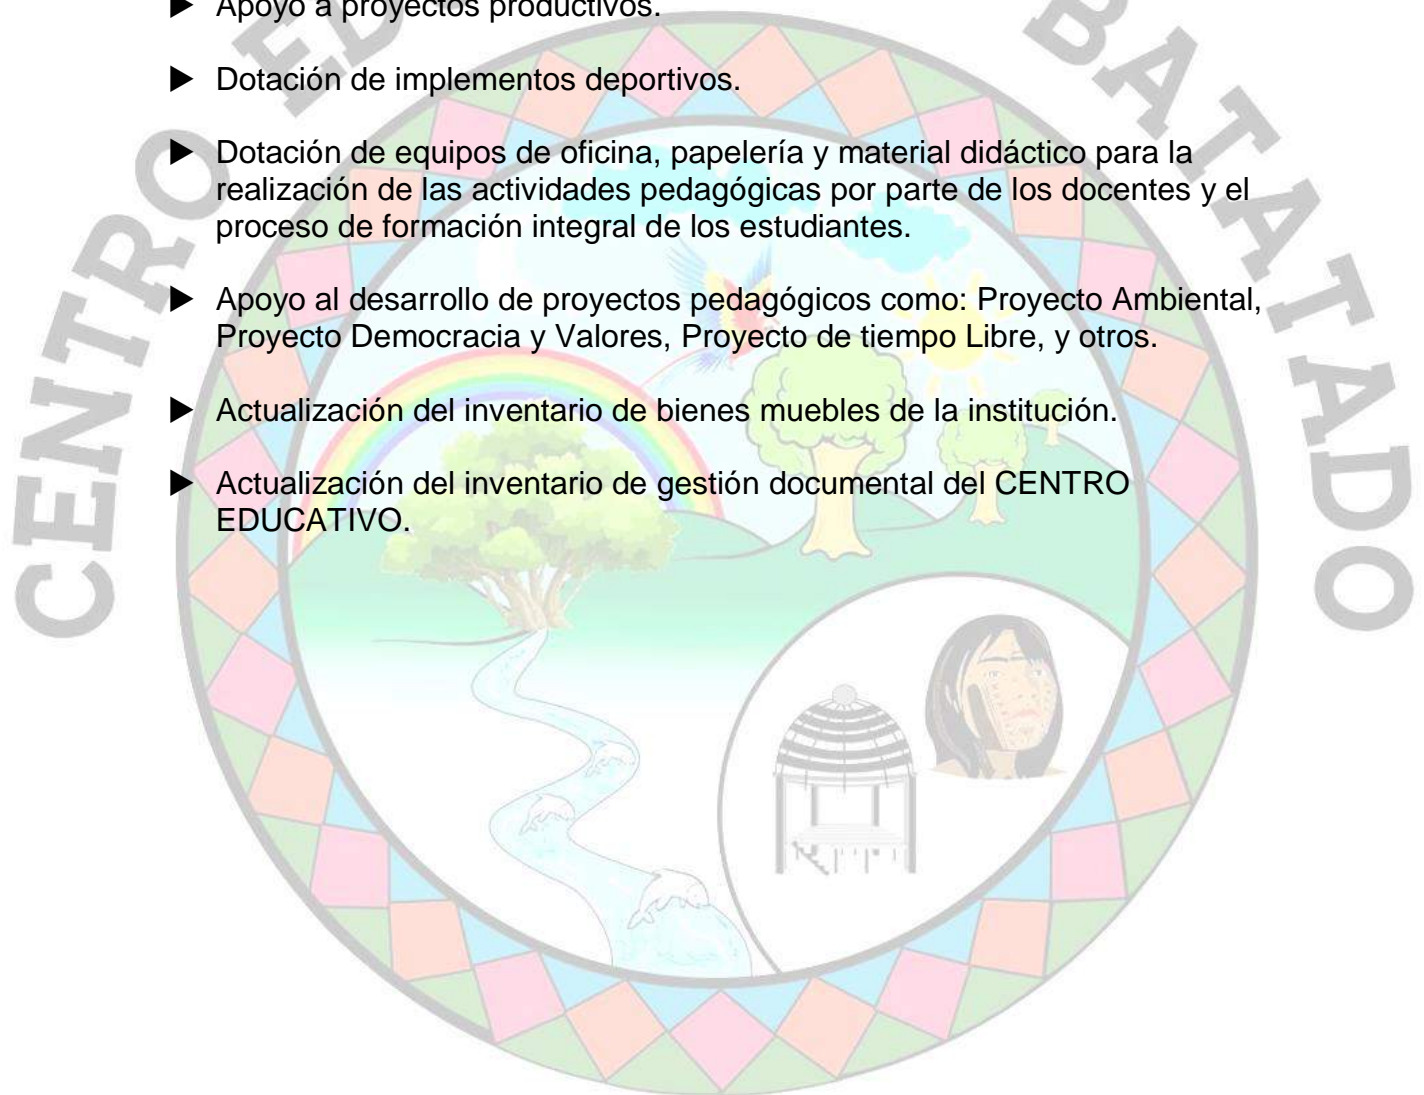 ▶ Apoyo a proyectos productivos.
▶ Dotación de implementos deportivos.
▶ Dotación de equipos de oficina, papelería y material didáctico para la
realización de las actividades pedagógicas por parte de los docentes y el
proceso de formación integral de los estudiantes.
▶ Apoyo al desarrollo de proyectos pedagógicos como: Proyecto Ambiental,
Proyecto Democracia y Valores, Proyecto de tiempo Libre, y otros.
▶ Actualización del inventario de bienes muebles de la institución.
▶ Actualización del inventario de gestión documental del CENTRO
EDUCATIVO.
CENTRO ED
BATATADO